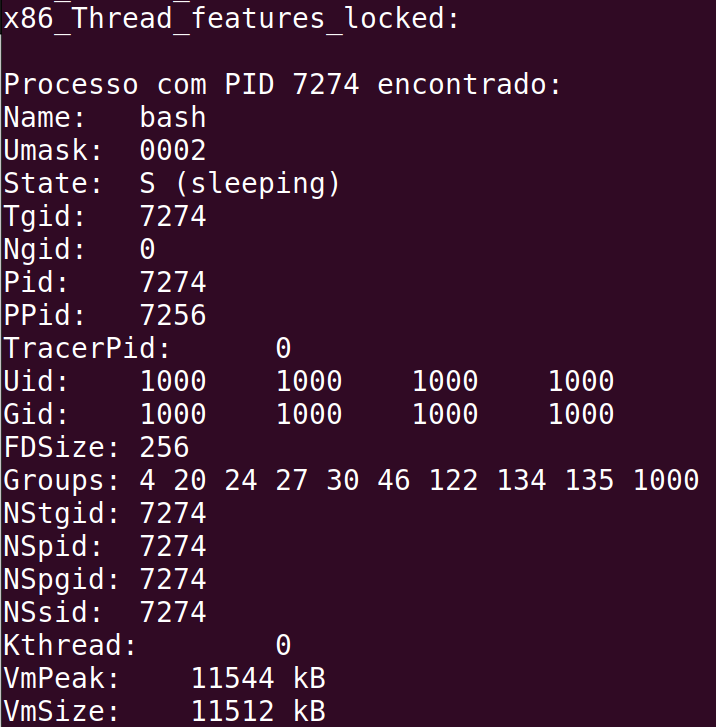 x86_Thread_features_locked:
Processo com PID 7274 encontrado:
Name:	bash
Umask:	0002
State:	S (sleeping)
Tgid:	7274
Ngid:	0
Pid:	7274
PPid:	7256
TracerPid:	0
Uid:	1000	1000	1000	1000
Gid:	1000	1000	1000	1000
FDSize:	256
Groups:	4 20 24 27 30 46 122 134 135 1000
NStgid:	7274
NSpid:	7274
NSpgid:	7274
NSsid:	7274
Kthread:	0
VmPeak:	11544 kB
VmSize:	11512 kB